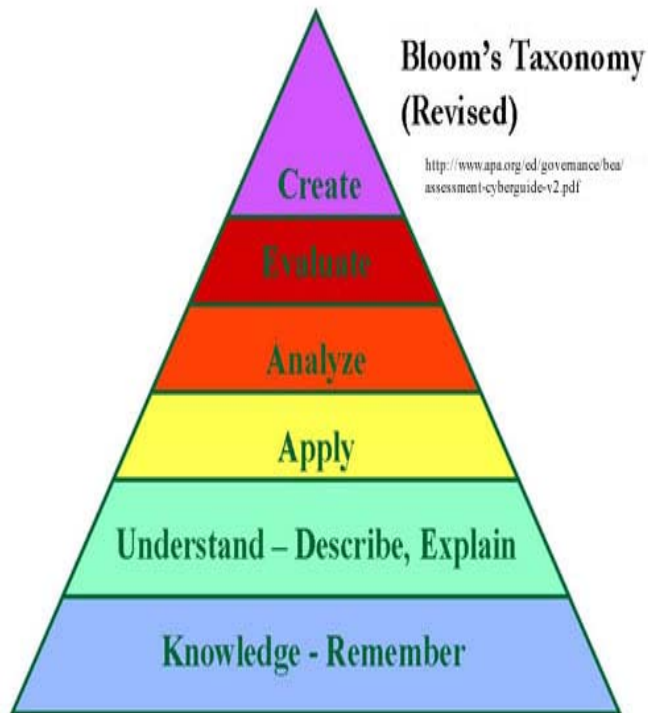 Bloom's Taxonomy
(Revised)
http://www.apa.org/ed/governance/bea/
assessment-cyberguide-v2.pdf
Create
Evaluate
Analyze
Apply
Understand – Describe, Explain
Knowledge - Remember